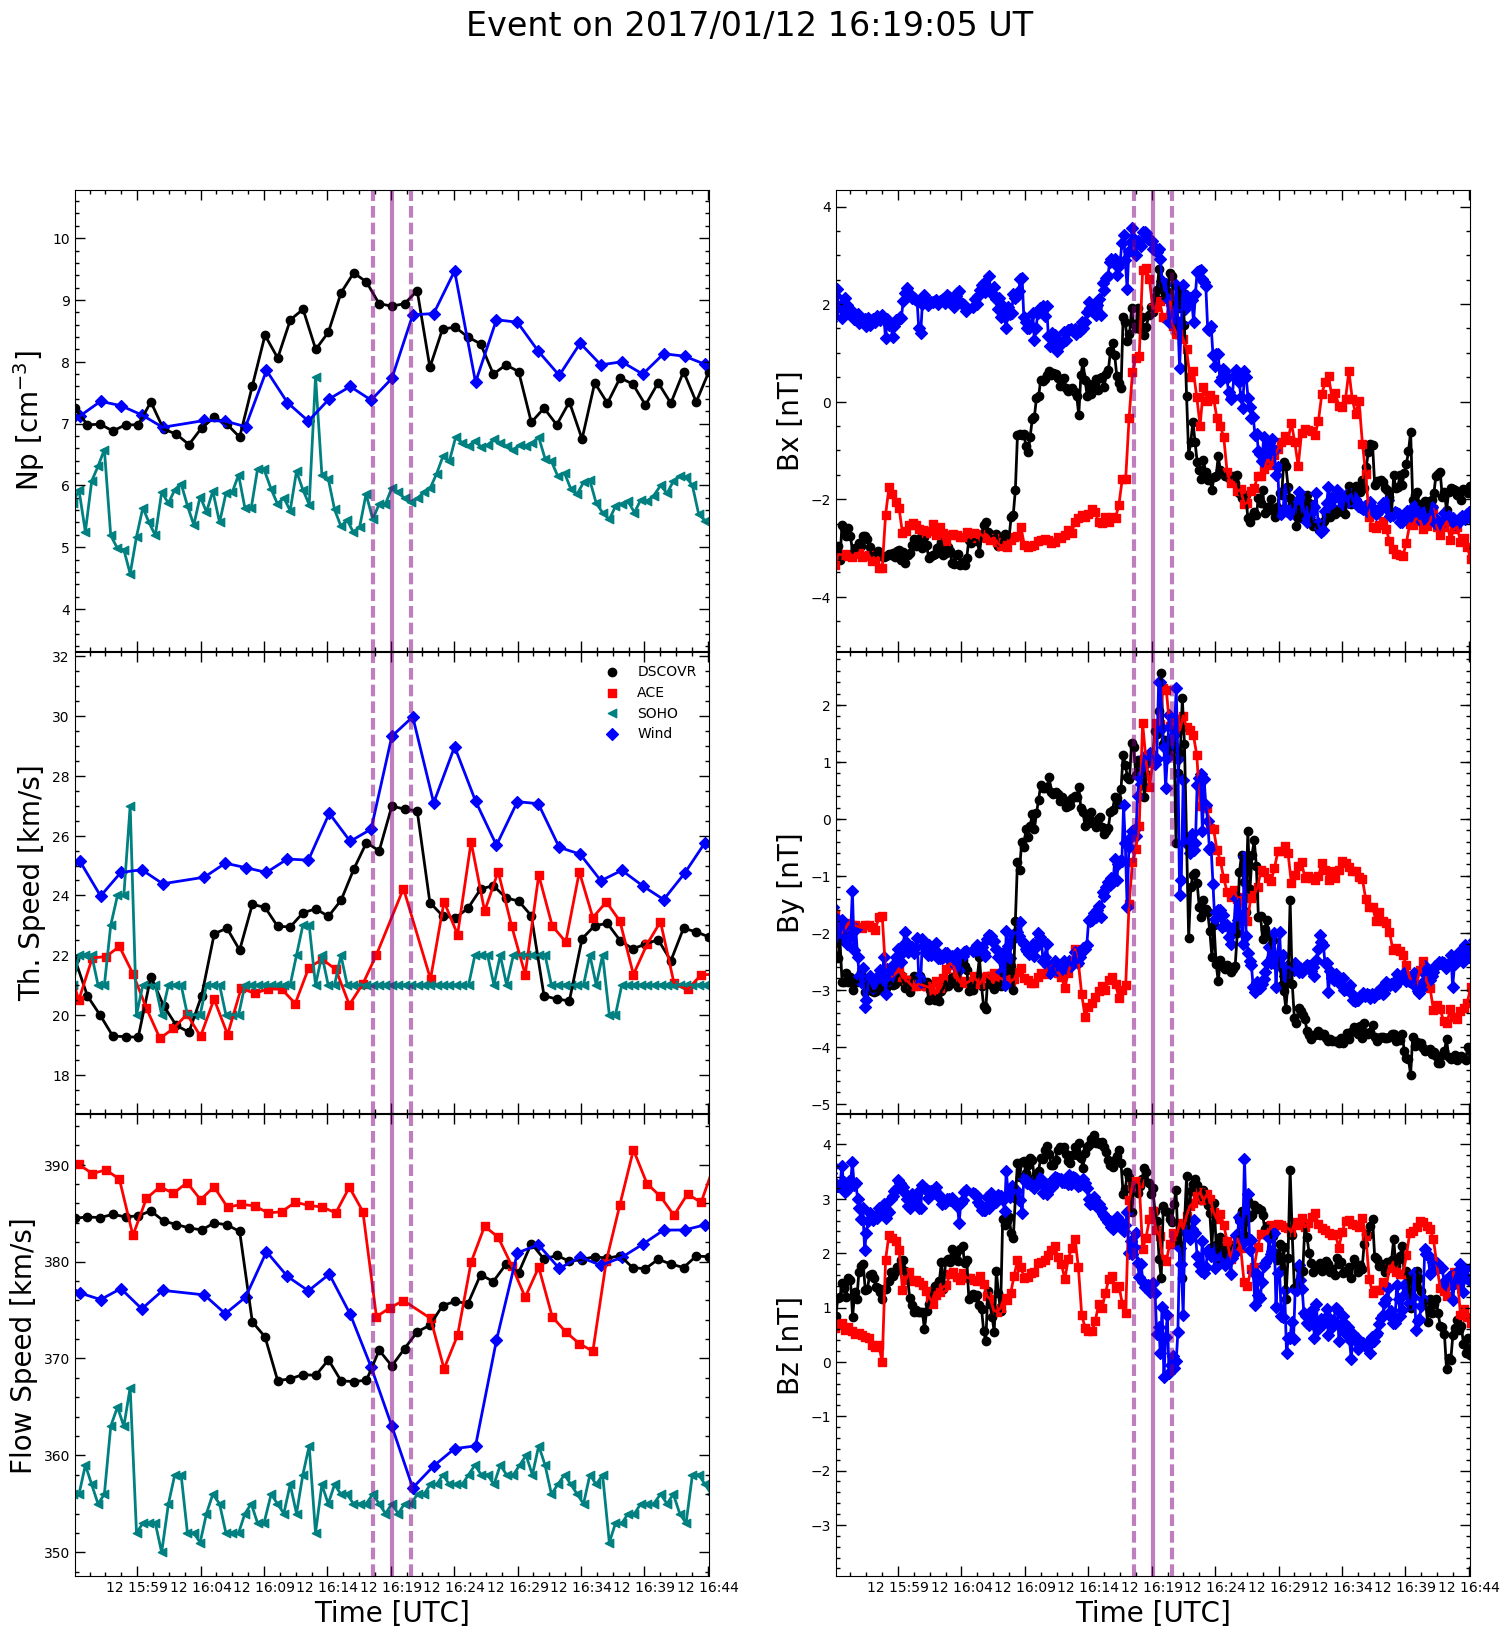 Event on 2017/01/12 16:19:05 UT
Np [cm⁻³]
10
9
8
7
6
5
4
Th. Speed [km/s]
32
30
28
26
24
22
20
18
DSCOVR
ACE
SOHO
Wind
Flow Speed [km/s]
390
380
370
360
350
12 15:59 12 16:04 12 16:09 12 16:14 12 16:19 12 16:24 12 16:29 12 16:34 12 16:39 12 16:44
Time [UTC]
Bx [nT]
4
2
0
−2
−4
By [nT]
2
1
0
−1
−2
−3
−4
−5
Bz [nT]
4
3
2
1
0
−1
−2
−3
12 15:59 12 16:04 12 16:09 12 16:14 12 16:19 12 16:24 12 16:29 12 16:34 12 16:39 12 16:44
Time [UTC]